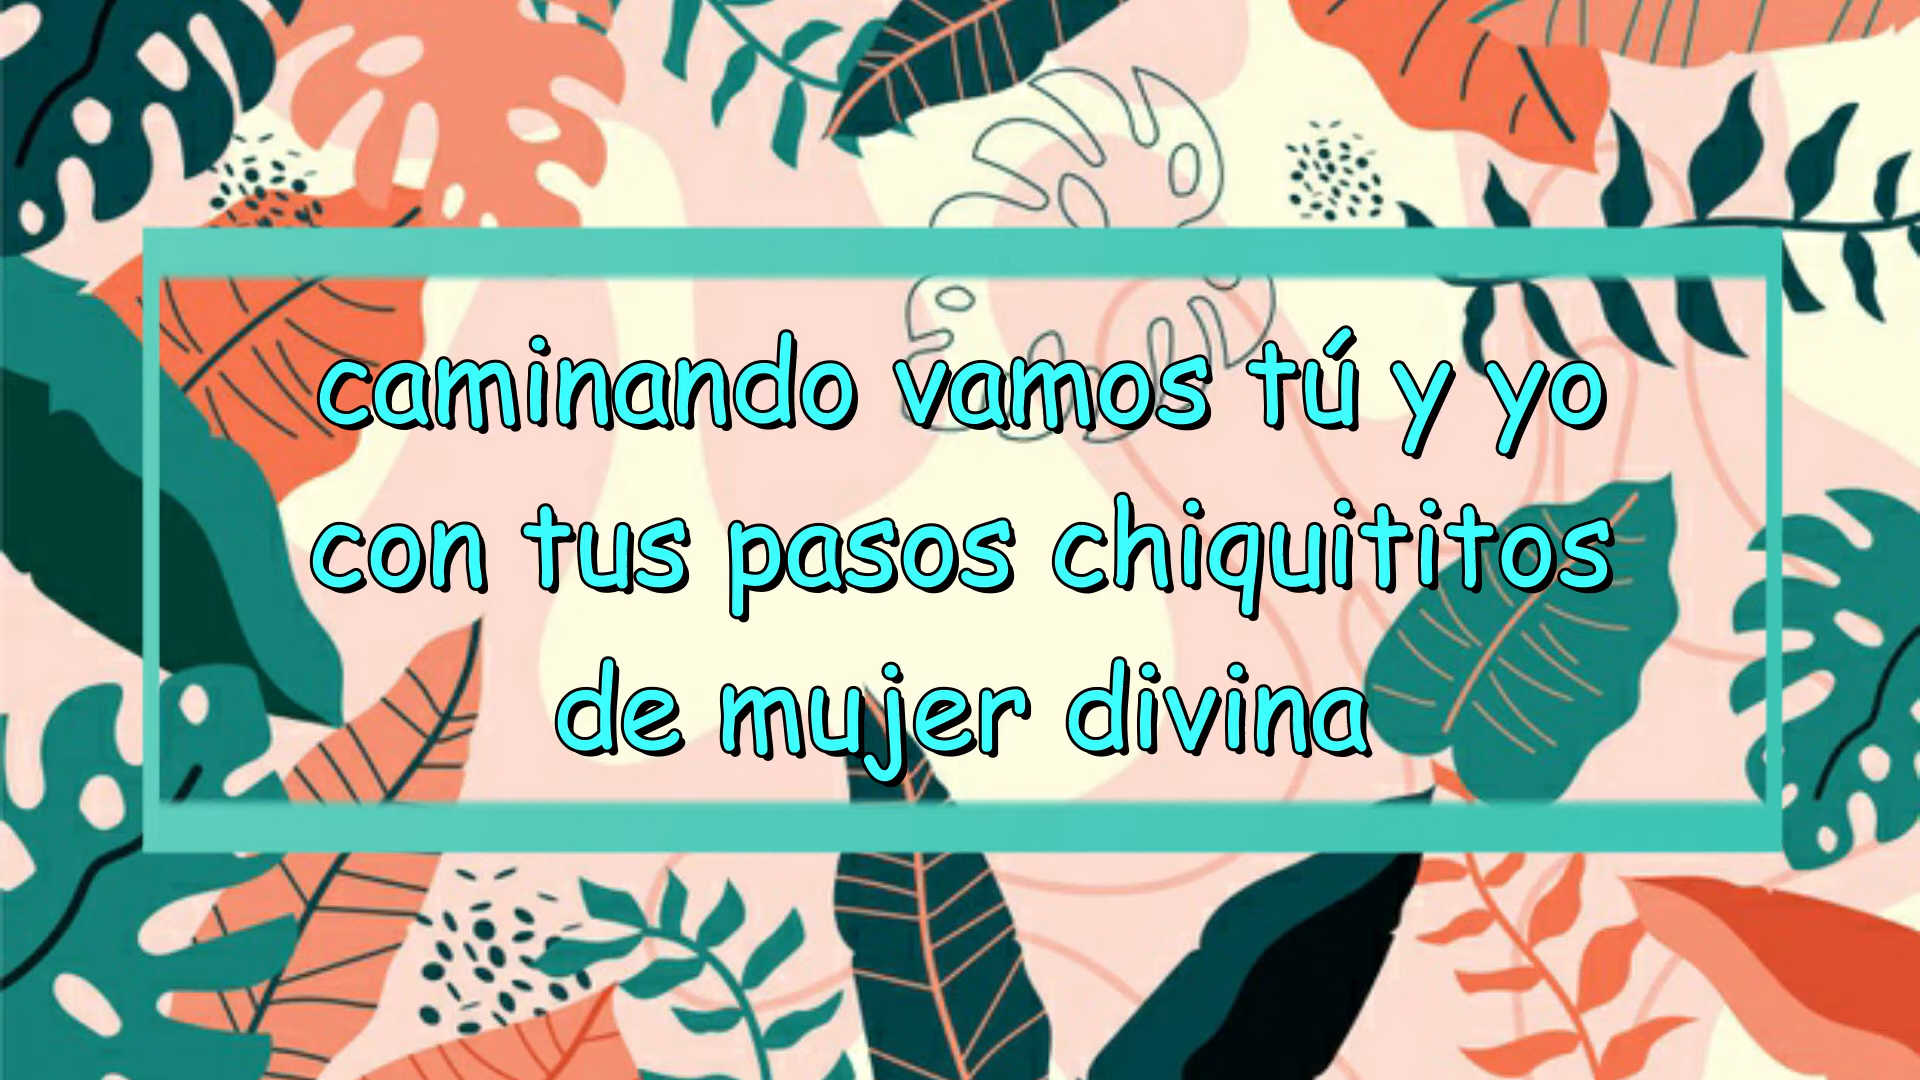 caminando vamos tú y yo
con tus pasos chiquititos
de mujer divina